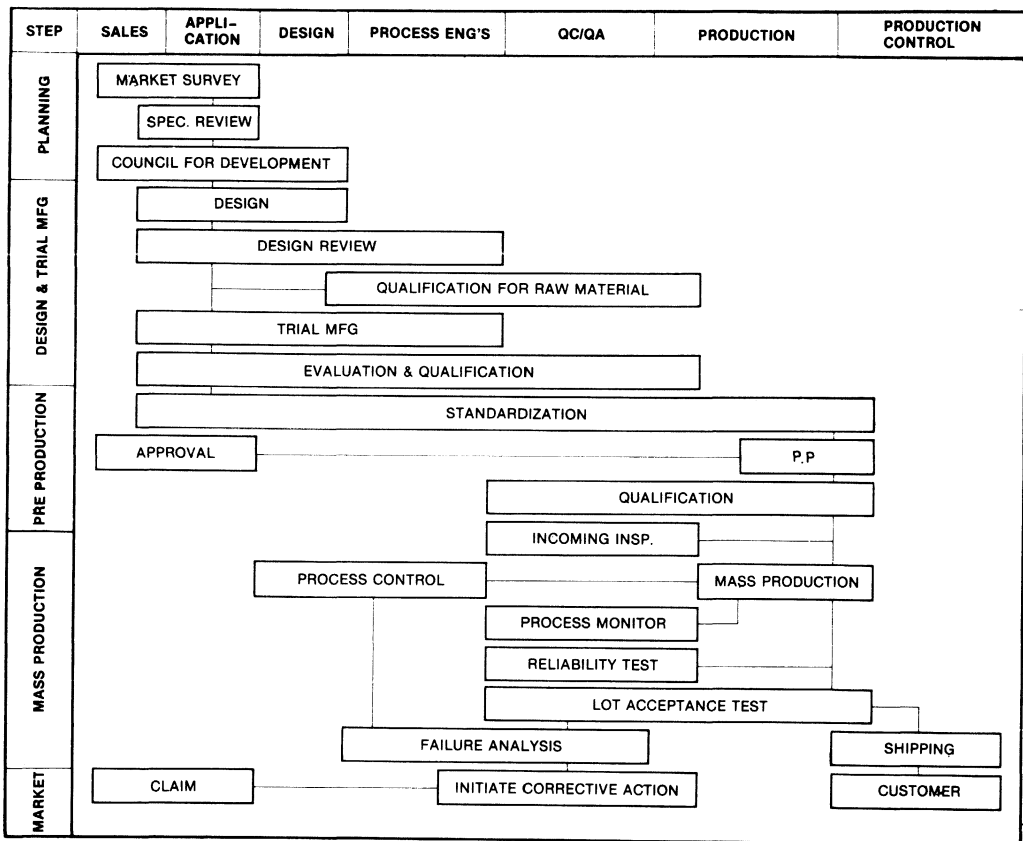 STEP
SALES
APPLI-
CATION
DESIGN
PROCESS ENG'S
QC/QA
PRODUCTION
PRODUCTION
CONTROL
PLANNING
MARKET SURVEY
SPEC. REVIEW
COUNCIL FOR DEVELOPMENT
DESIGN & TRIAL MFG
DESIGN
DESIGN REVIEW
QUALIFICATION FOR RAW MATERIAL
TRIAL MFG
EVALUATION & QUALIFICATION
PRE PRODUCTION
STANDARDIZATION
APPROVAL
P.P
QUALIFICATION
MASS PRODUCTION
INCOMING INSP.
PROCESS CONTROL
MASS PRODUCTION
PROCESS MONITOR
RELIABILITY TEST
LOT ACCEPTANCE TEST
FAILURE ANALYSIS
SHIPPING
MARKET
CLAIM
INITIATE CORRECTIVE ACTION
CUSTOMER